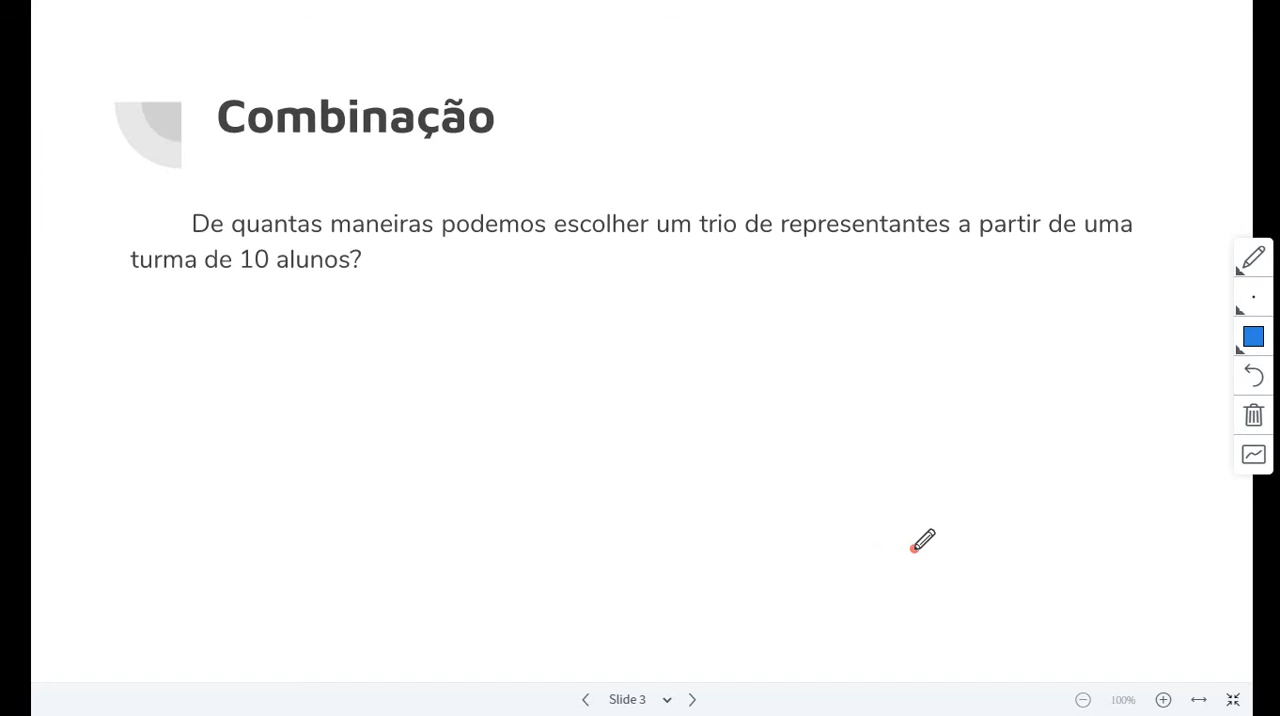 Combinação
De quantas maneiras podemos escolher um trio de representantes a partir de uma
turma de 10 alunos?
Slide 3
100%